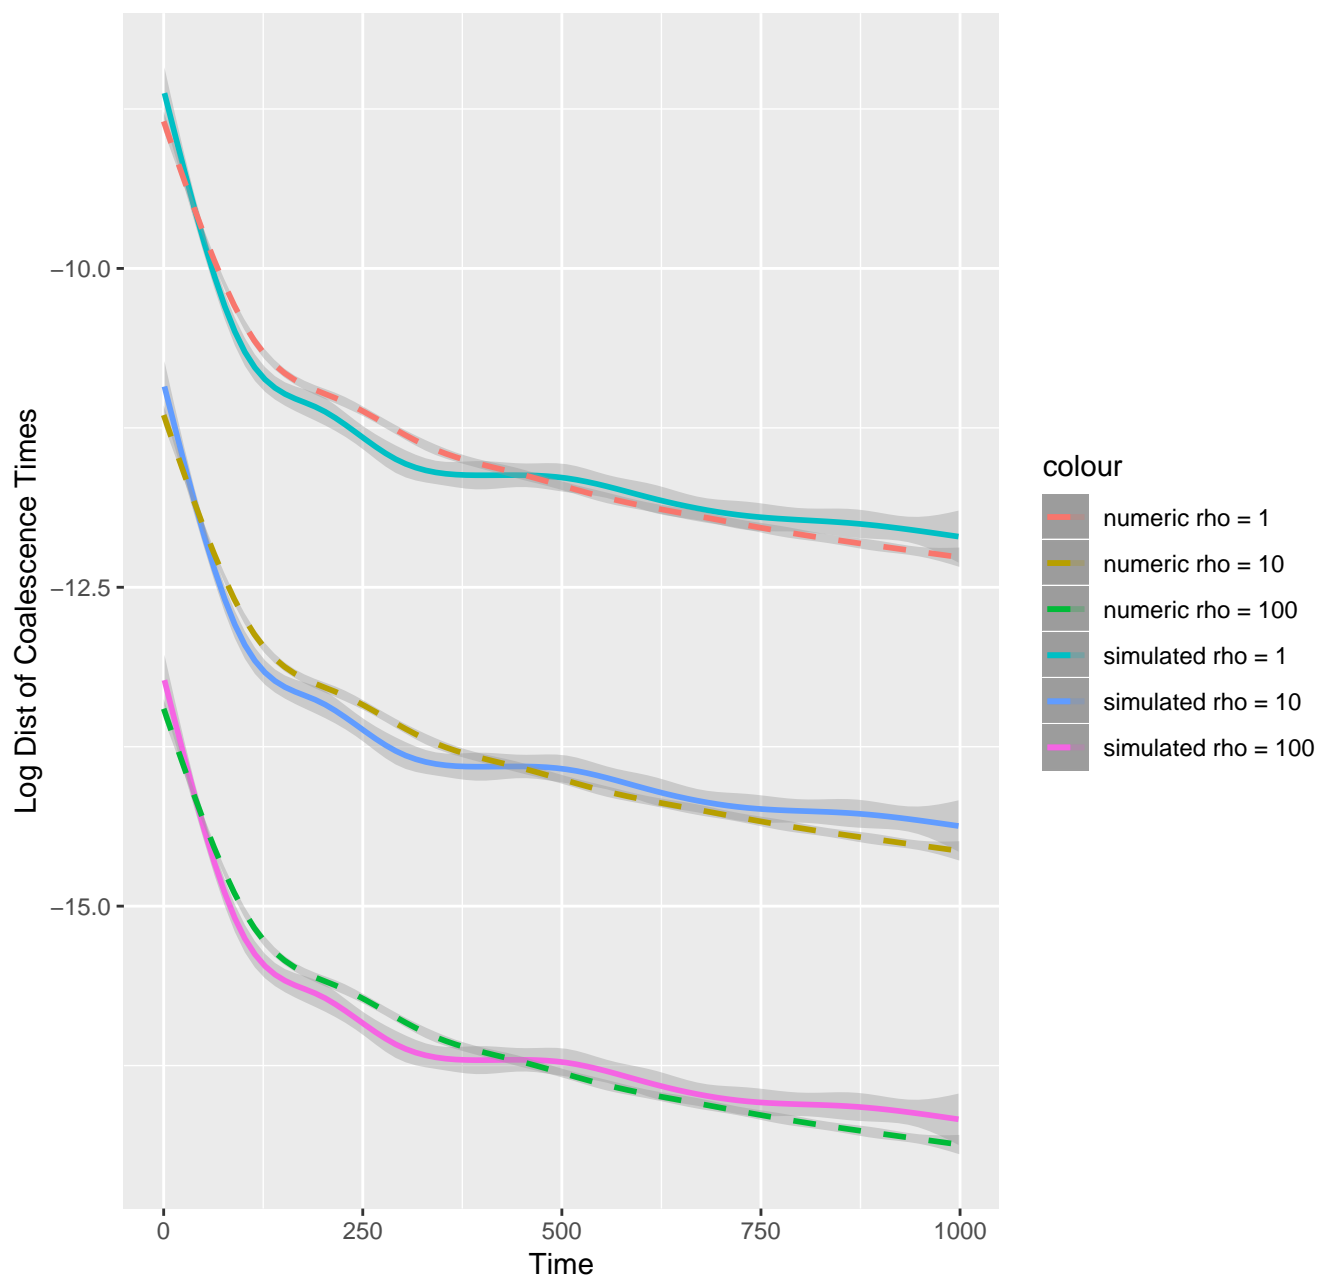 Log Dist of Coalescence Times
−10.0
−12.5
−15.0
0 250 500 750 1000
Time
colour
numeric rho = 1
numeric rho = 10
numeric rho = 100
simulated rho = 1
simulated rho = 10
simulated rho = 100